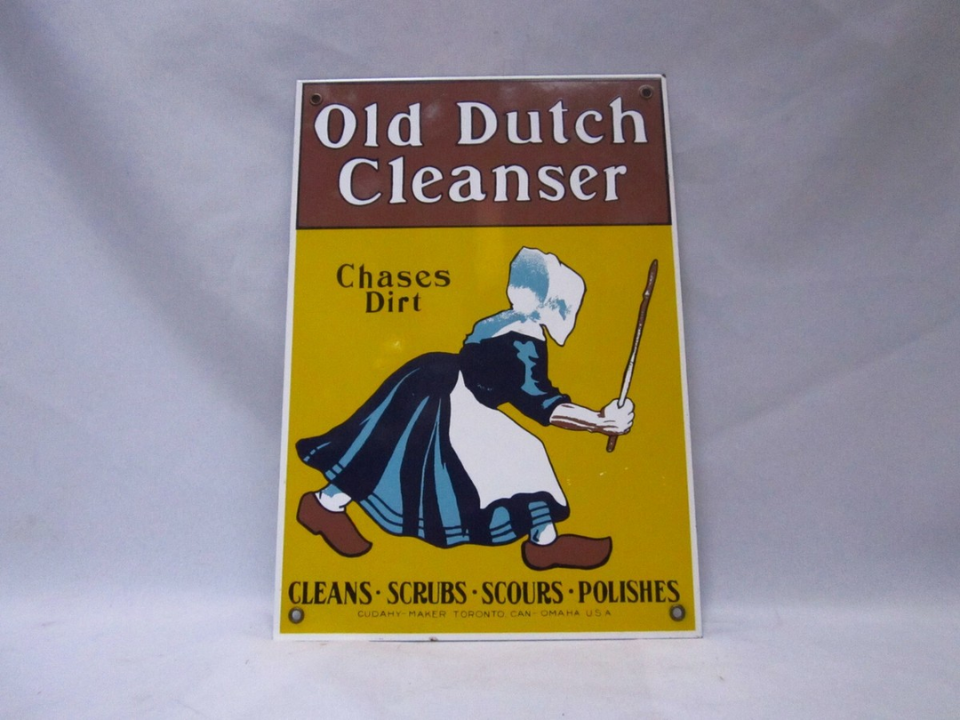 Old Dutch
Cleanser
Chases
Dirt
CLEANS · SCRUBS · SCOURS · POLISHES
CUDAHY-MAKER TORONTO, CAN- OMAHA U.S.A